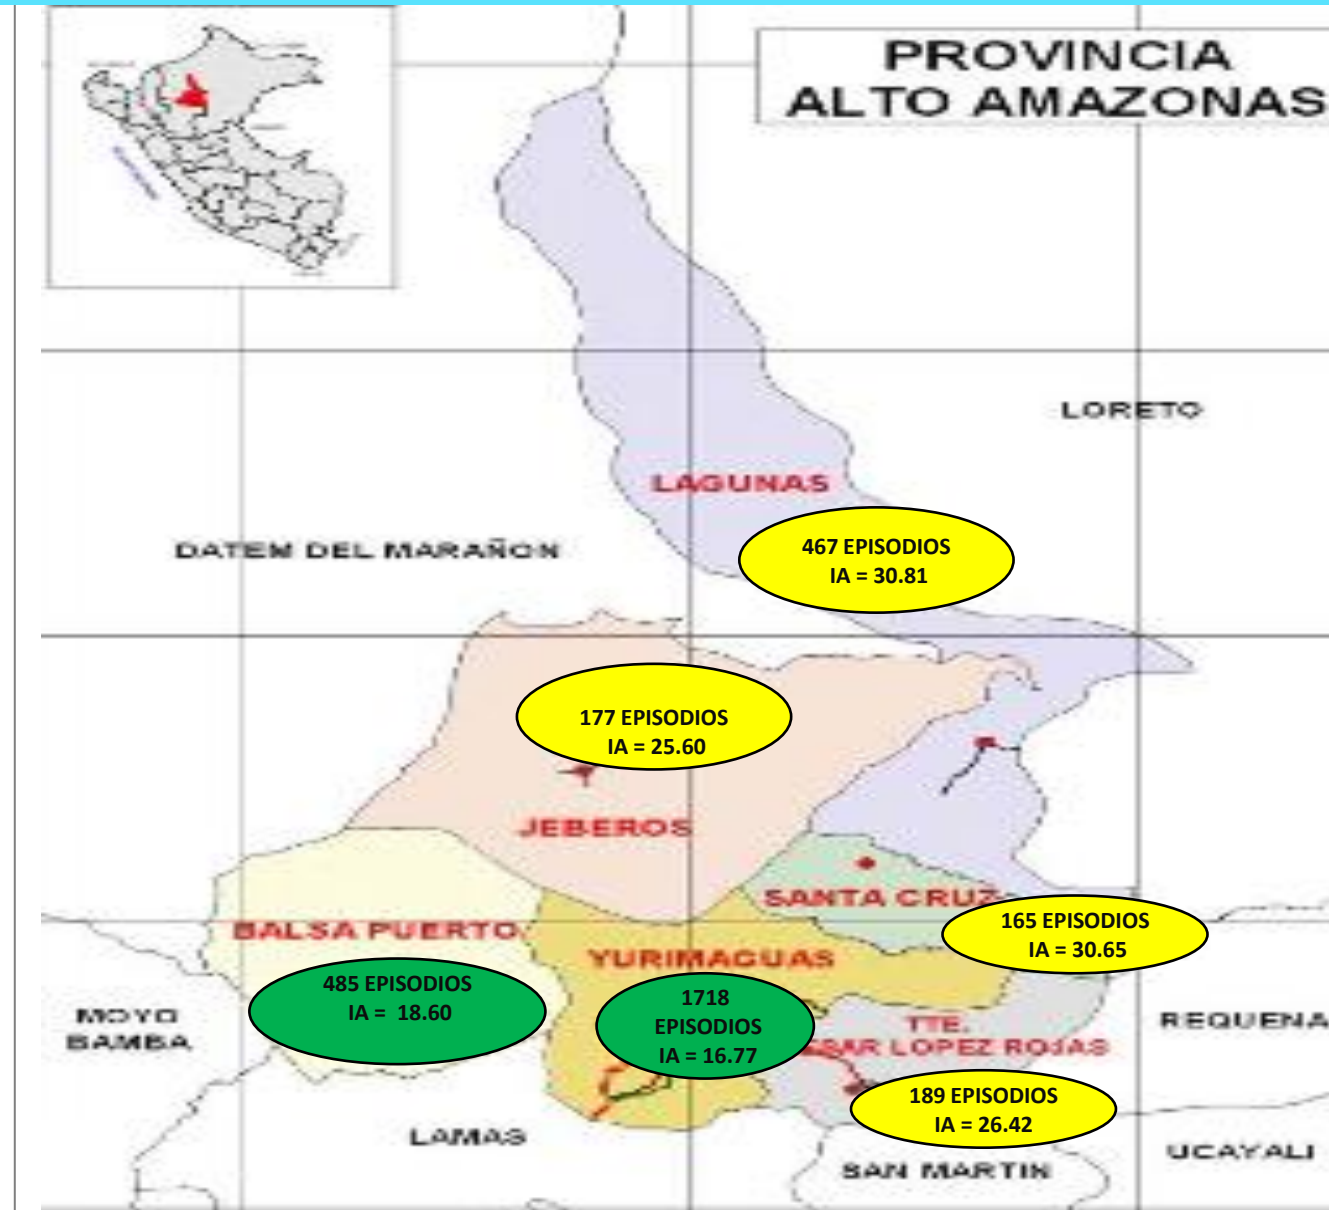 PROVINCIA
ALTO AMAZONAS
LORETO
LAGUNAS
DATEM DEL MARAÑON
467 EPISODIOS
IA = 30.81
177 EPISODIOS
IA = 25.60
JEBEROS
SANTA CRUZ
165 EPISODIOS
IA = 30.65
BALSA PUERTO
YURIMAGUAS
485 EPISODIOS
IA = 18.60
1718
EPISODIOS
IA = 16.77
MOYO
BAMBA
TTE.
ESAR LOPEZ ROJAS
REQUENA
189 EPISODIOS
IA = 26.42
LAMAS
SAN MARTIN
UCAYALI